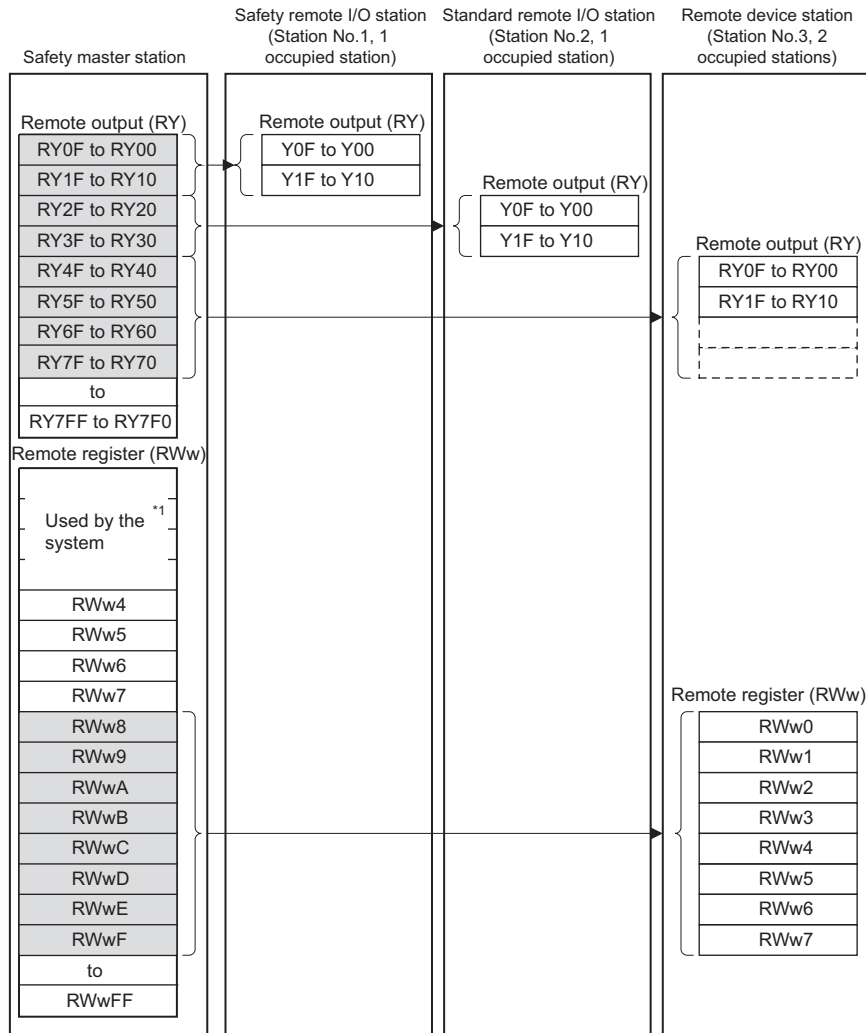 Safety master station
Safety remote I/O station
(Station No.1, 1
occupied station)
Standard remote I/O station
(Station No.2, 1
occupied station)
Remote device station
(Station No.3, 2
occupied stations)
Remote output (RY)
RY0F to RY00
RY1F to RY10
RY2F to RY20
RY3F to RY30
RY4F to RY40
RY5F to RY50
RY6F to RY60
RY7F to RY70
to
RY7FF to RY7F0
Remote register (RWw)
Used by the *1
system
RWw4
RWw5
RWw6
RWw7
RWw8
RWw9
RWwA
RWwB
RWwC
RWwD
RWwE
RWwF
to
RWwFF
Remote output (RY)
Y0F to Y00
Y1F to Y10
Remote output (RY)
Y0F to Y00
Y1F to Y10
Remote output (RY)
RY0F to RY00
RY1F to RY10
Remote register (RWw)
RWw0
RWw1
RWw2
RWw3
RWw4
RWw5
RWw6
RWw7